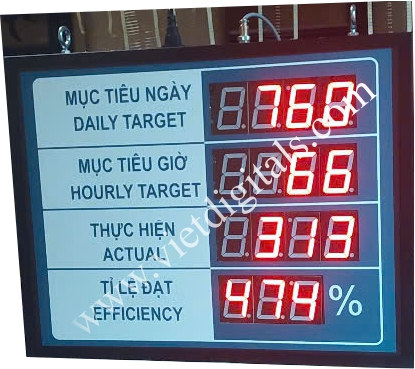 MỤC TIÊU NGÀY
DAILY TARGET
760
MỤC TIÊU GIỜ
HOURLY TARGET
66
THỰC HIỆN
ACTUAL
313
TỈ LỆ ĐẠT
EFFICIENCY
474 %
www.vietdigitals.com